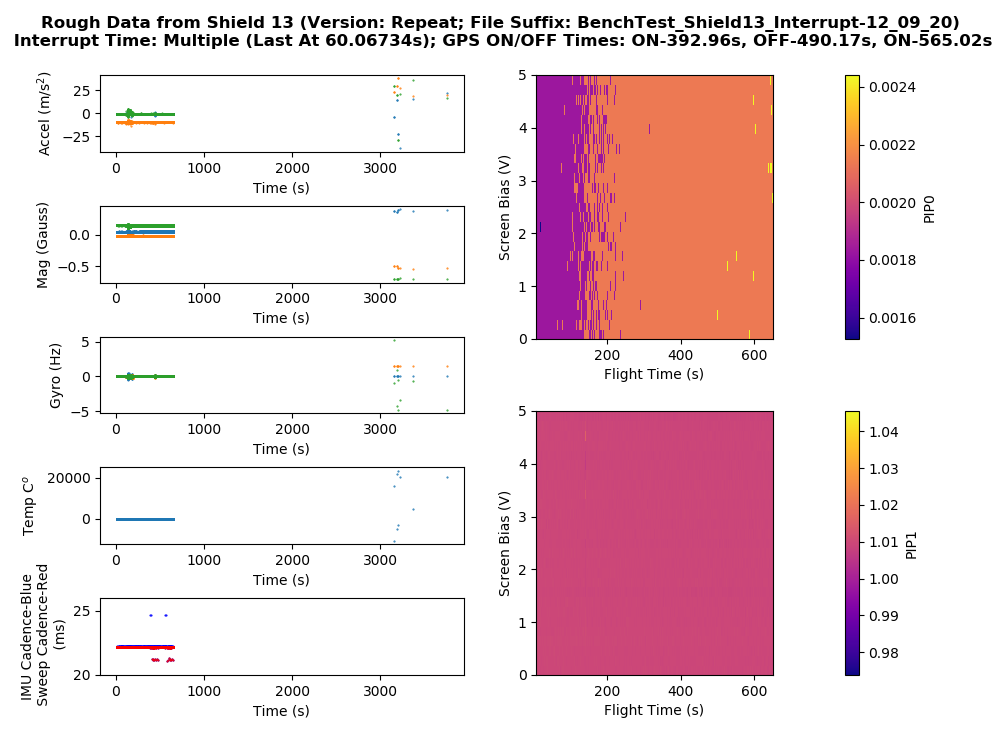 Rough Data from Shield 13 (Version: Repeat; File Suffix: BenchTest_Shield13_Interrupt-12_09_20)
Interrupt Time: Multiple (Last At 60.06734s); GPS ON/OFF Times: ON-392.96s, OFF-490.17s, ON-565.02s
Accel (m/s²)
25
0
−25
0 1000 2000 3000
Time (s)
Mag (Gauss)
0.0
−0.5
0 1000 2000 3000
Time (s)
Gyro (Hz)
5
0
−5
0 1000 2000 3000
Time (s)
Temp C°
20000
0
0 1000 2000 3000
Time (s)
IMU Cadence-Blue
Sweep Cadence-Red
(ms)
25
20
0 1000 2000 3000
Time (s)
Screen Bias (V)
5
4
3
2
1
0
200 400 600
Flight Time (s)
0.0024
0.0022
0.0020
0.0018
0.0016
PIP0
Screen Bias (V)
5
4
3
2
1
0
200 400 600
Flight Time (s)
1.04
1.03
1.02
1.01
1.00
0.99
0.98
PIP1